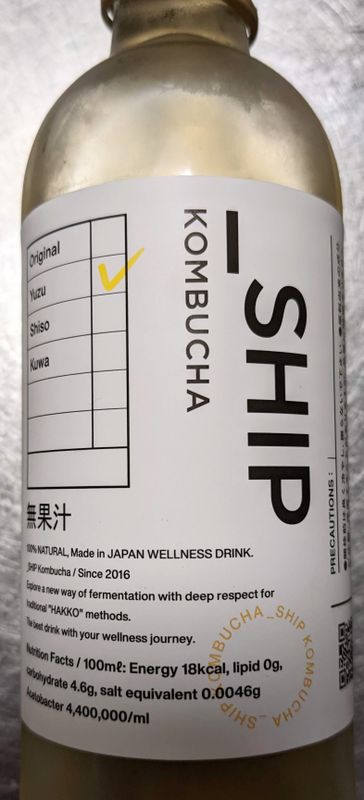 _SHIP
KOMBUCHA
Original
Yuzu
Shiso
Kuwa
無果汁
100% NATURAL, Made in JAPAN WELLNESS DRINK.
_SHIP Kombucha / Since 2016
Explore a new way of fermentation with deep respect for
traditional "HAKKO" methods.
The best drink with your wellness journey.
Nutrition Facts / 100mℓ: Energy 18kcal, lipid 0g,
carbohydrate 4.6g, salt equivalent 0.0046g
Acetobacter 4,400,000/ml
_SHIP KOMBUCHA_SHIP KOMBUCHA
PRECAUTIONS: